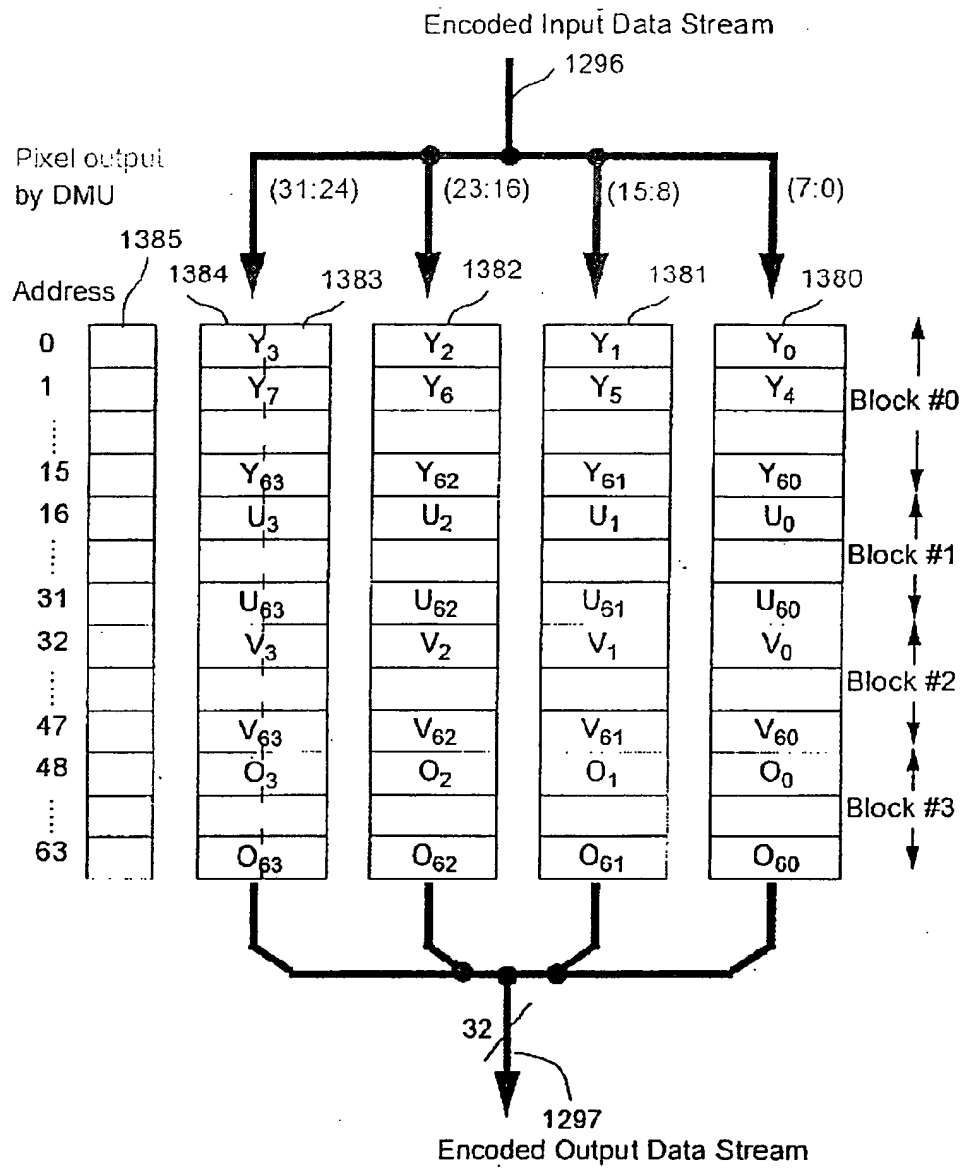 Encoded Input Data Stream
1296
Pixel output
by DMU
(31:24) (23:16) (15:8) (7:0)
1385 1384 1383 1382 1381 1380
Address
0 Y3 Y2 Y1 Y0
1 Y7 Y6 Y5 Y4 Block #0
15 Y63 Y62 Y61 Y60
16 U3 U2 U1 U0
Block #1
31 U63 U62 U61 U60
32 V3 V2 V1 V0
Block #2
47 V63 V62 V61 V60
48 O3 O2 O1 O0
Block #3
63 O63 O62 O61 O60
32
1297
Encoded Output Data Stream